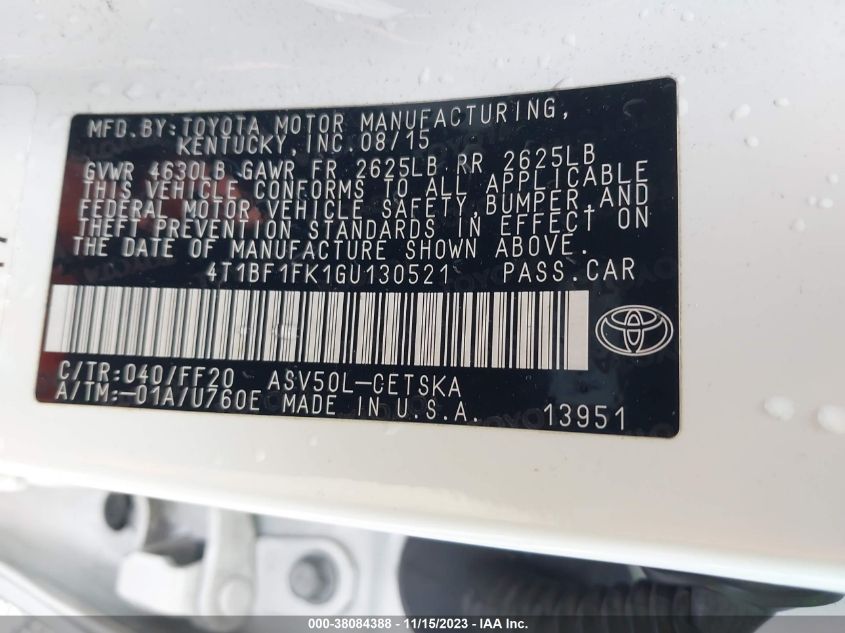 MFD.BY:TOYOTA MOTOR MANUFACTURING,
KENTUCKY, INC.08/15
GVWR 4630LB GAWR FR 2625LB RR 2625LB
THIS VEHICLE CONFORMS TO ALL APPLICABLE
FEDERAL MOTOR VEHICLE SAFETY,BUMPER,AND
THEFT PREVENTION STANDARDS IN EFFECT ON
THE DATE OF MANUFACTURE SHOWN ABOVE.
4T1BF1FK1GU130521 PASS.CAR
C/TR:040/FF20 ASV50L-CETSKA
A/TM:-01A/U760E MADE IN U.S.A. 13951
000-38084388 - 11/15/2023 - IAA Inc.